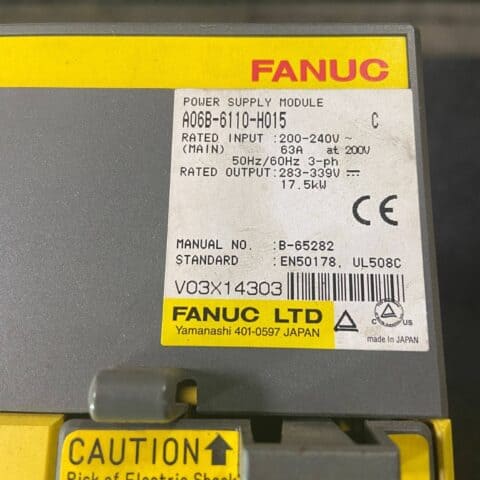 FANUC
POWER SUPPLY MODULE
A06B-6110-H015 C
RATED INPUT :200-240V ~
(MAIN) 63A at 200V
50Hz/60Hz 3-ph
RATED OUTPUT:283-339V ⎓
17.5kW
CE
MANUAL NO. :B-65282
STANDARD :EN50178, UL508C
V03X14303
FANUC LTD
Yamanashi 401-0597 JAPAN
C US
made in JAPAN
CAUTION
Risk of Electric Shock